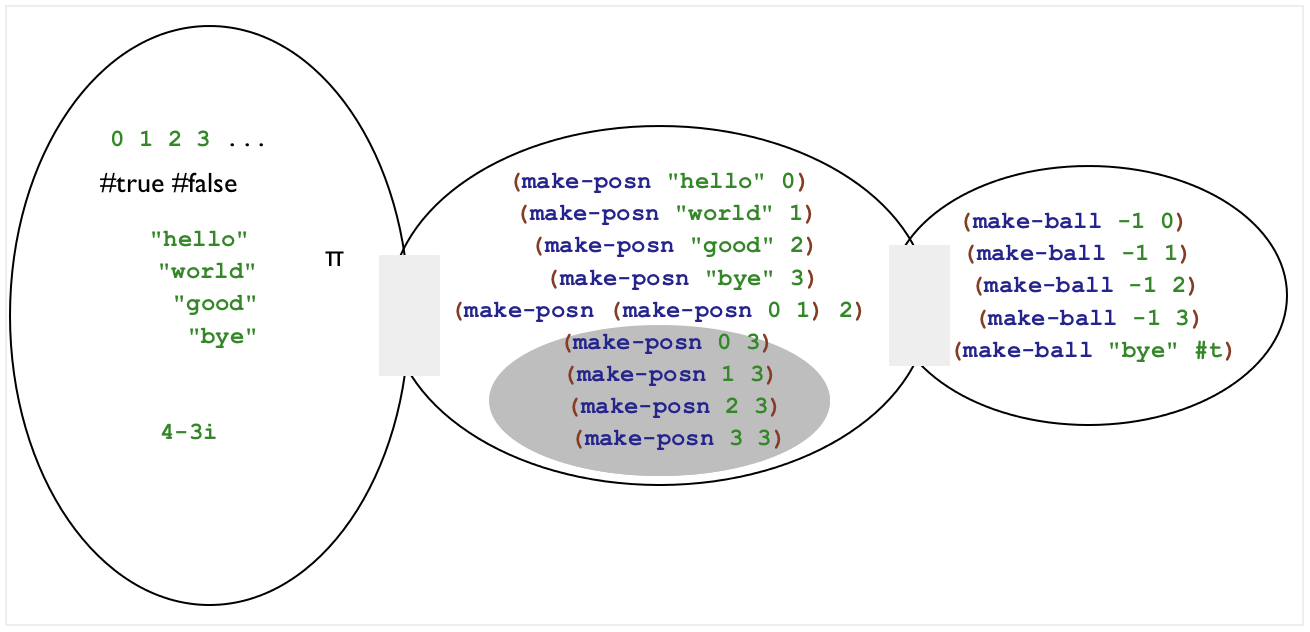 0 1 2 3 ...
#true #false
"hello"
"world"
"good"
"bye"
π
4-3i
(make-posn "hello" 0)
(make-posn "world" 1)
(make-posn "good" 2)
(make-posn "bye" 3)
(make-posn (make-posn 0 1) 2)
(make-posn 0 3)
(make-posn 1 3)
(make-posn 2 3)
(make-posn 3 3)
(make-ball -1 0)
(make-ball -1 1)
(make-ball -1 2)
(make-ball -1 3)
(make-ball "bye" #t)